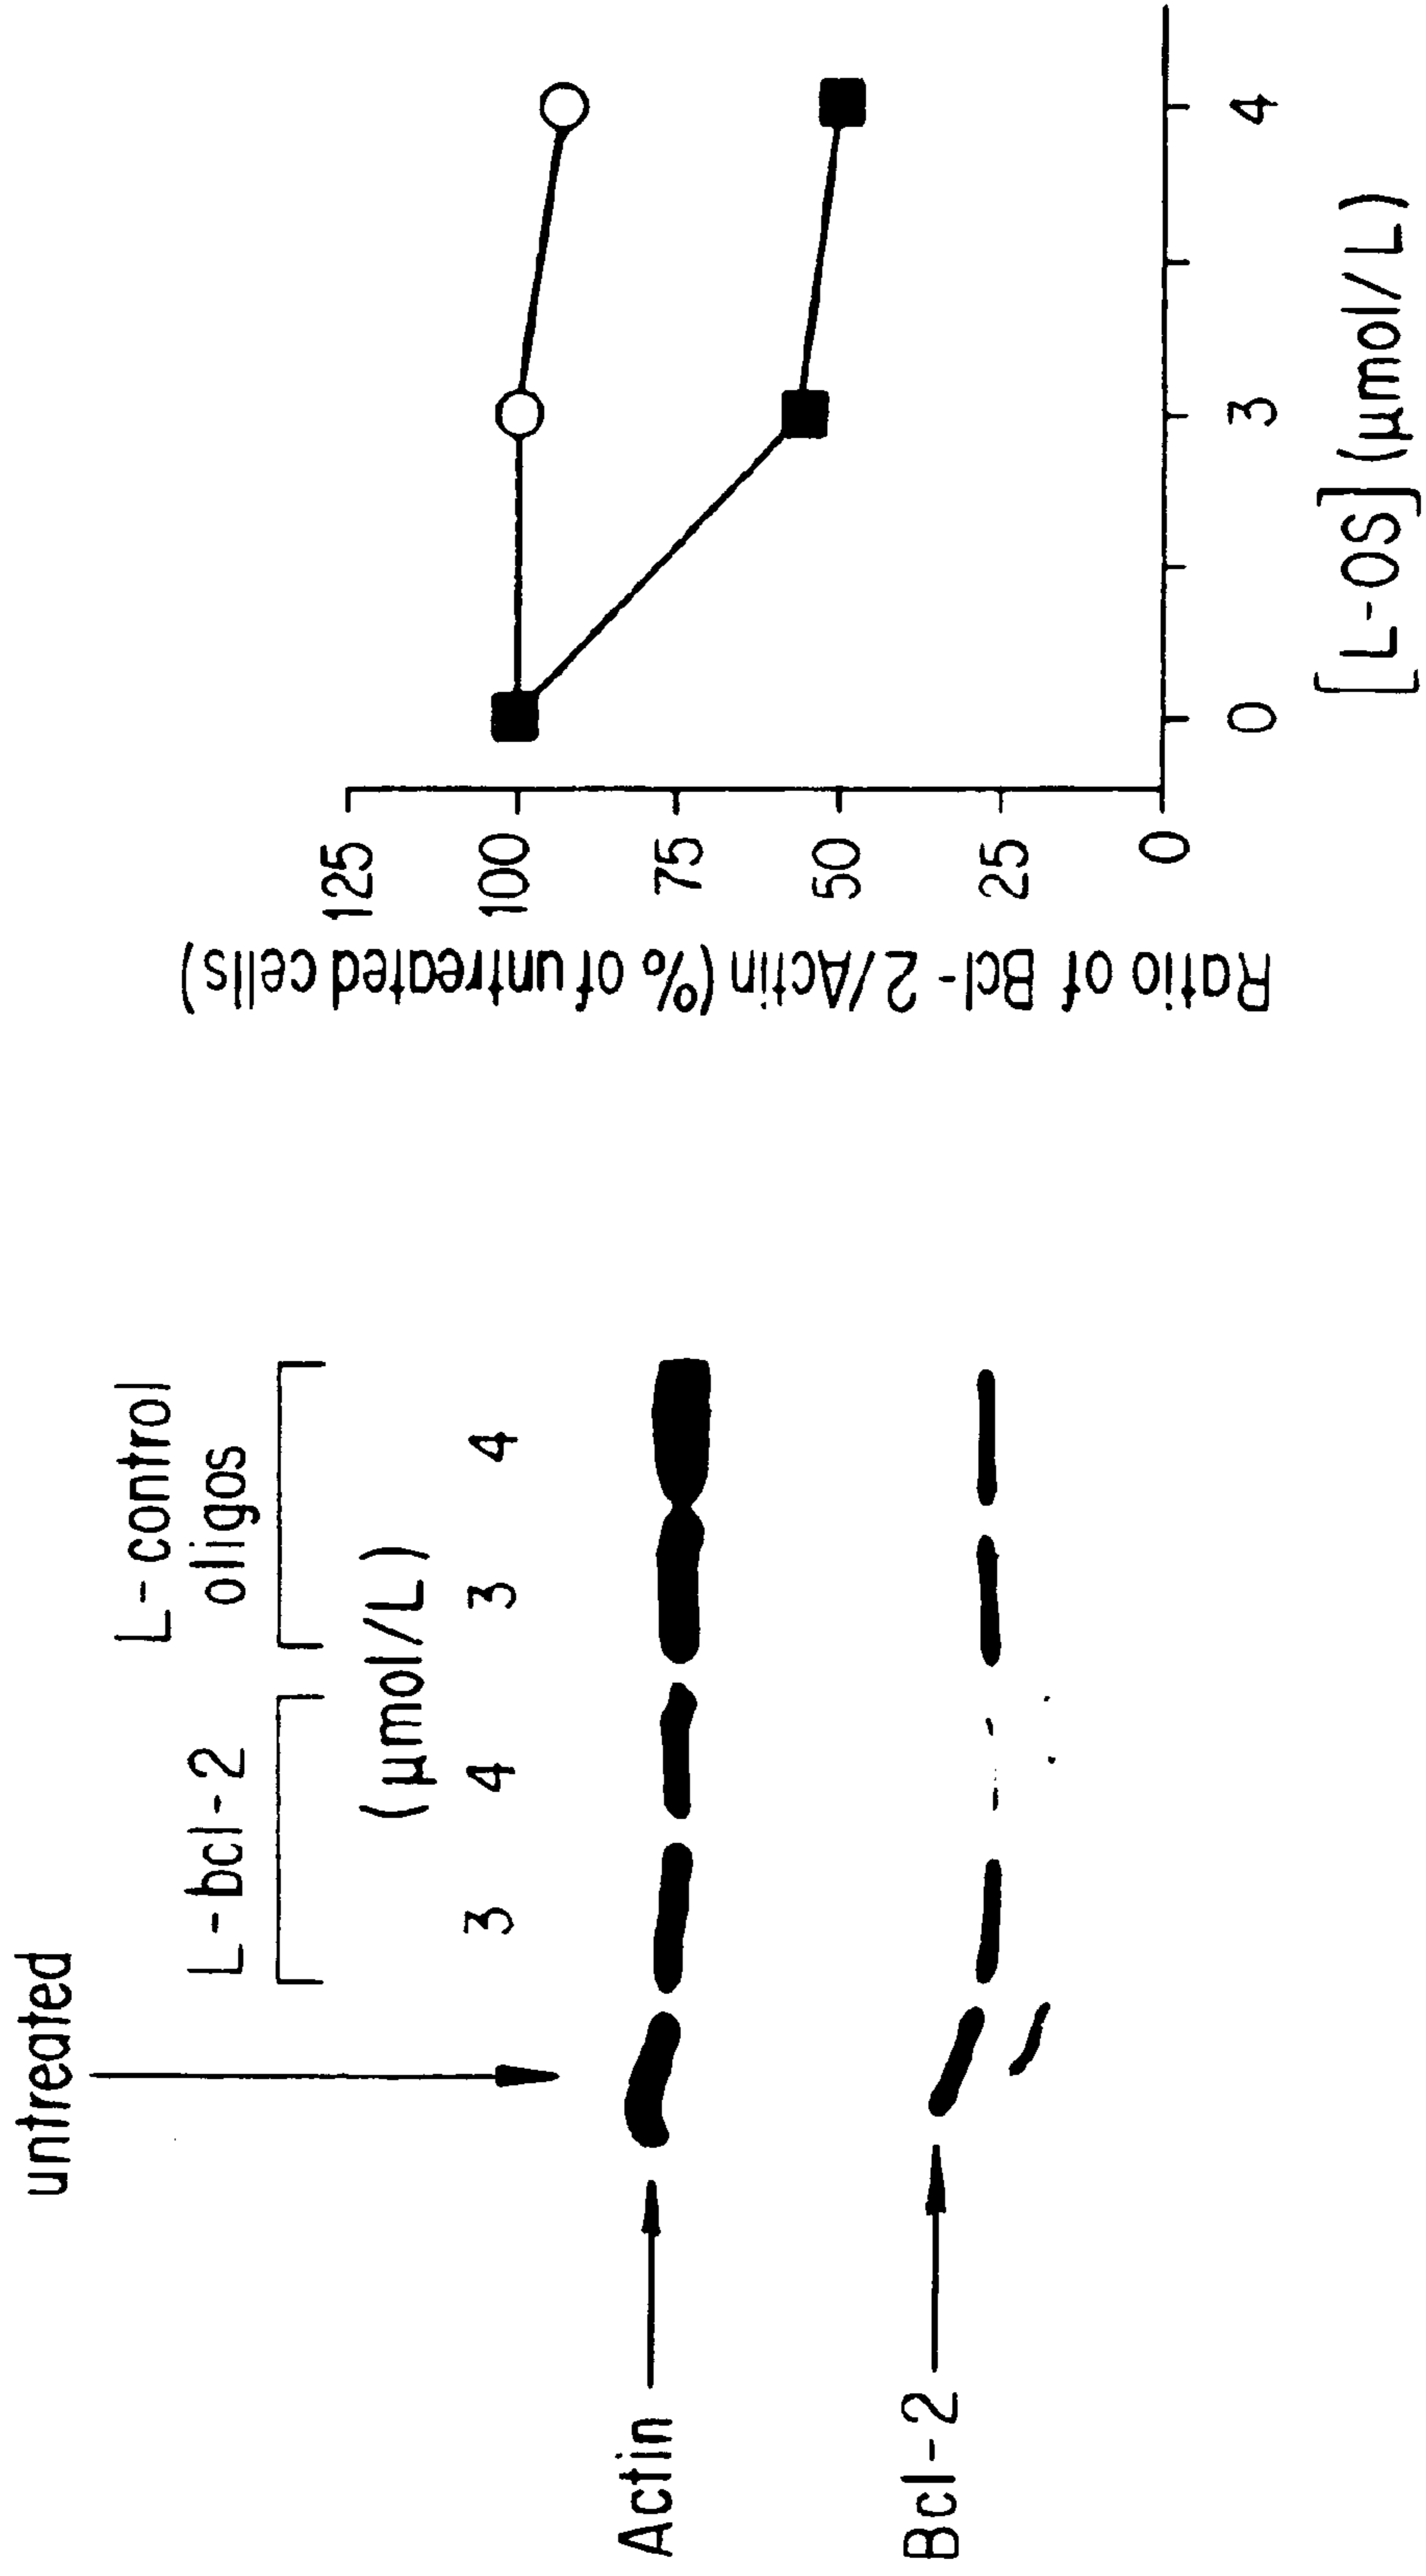 untreated
L-bcl-2
L-control
oligos
(µmol/L)
3 4 3 4
Actin
Bcl-2
Ratio of Bcl-2/Actin (% of untreated cells)
125
100
75
50
25
0
0 3 4
[L-OS] (µmol/L)